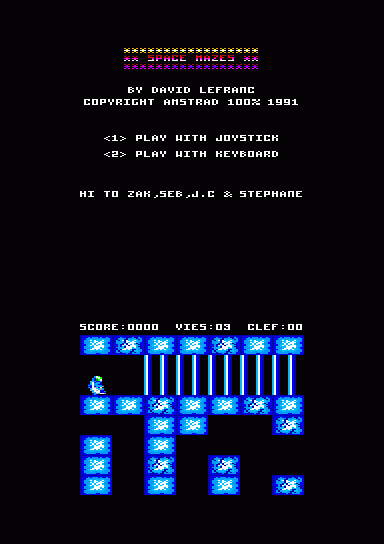 *****************
** SPACE MAZES **
*****************
BY DAVID LEFRANC
COPYRIGHT AMSTRAD 100% 1991
<1> PLAY WITH JOYSTICK
<2> PLAY WITH KEYBOARD
HI TO ZAK,SEB,J.C & STEPHANE
SCORE:0000 VIES:03 CLEF:00